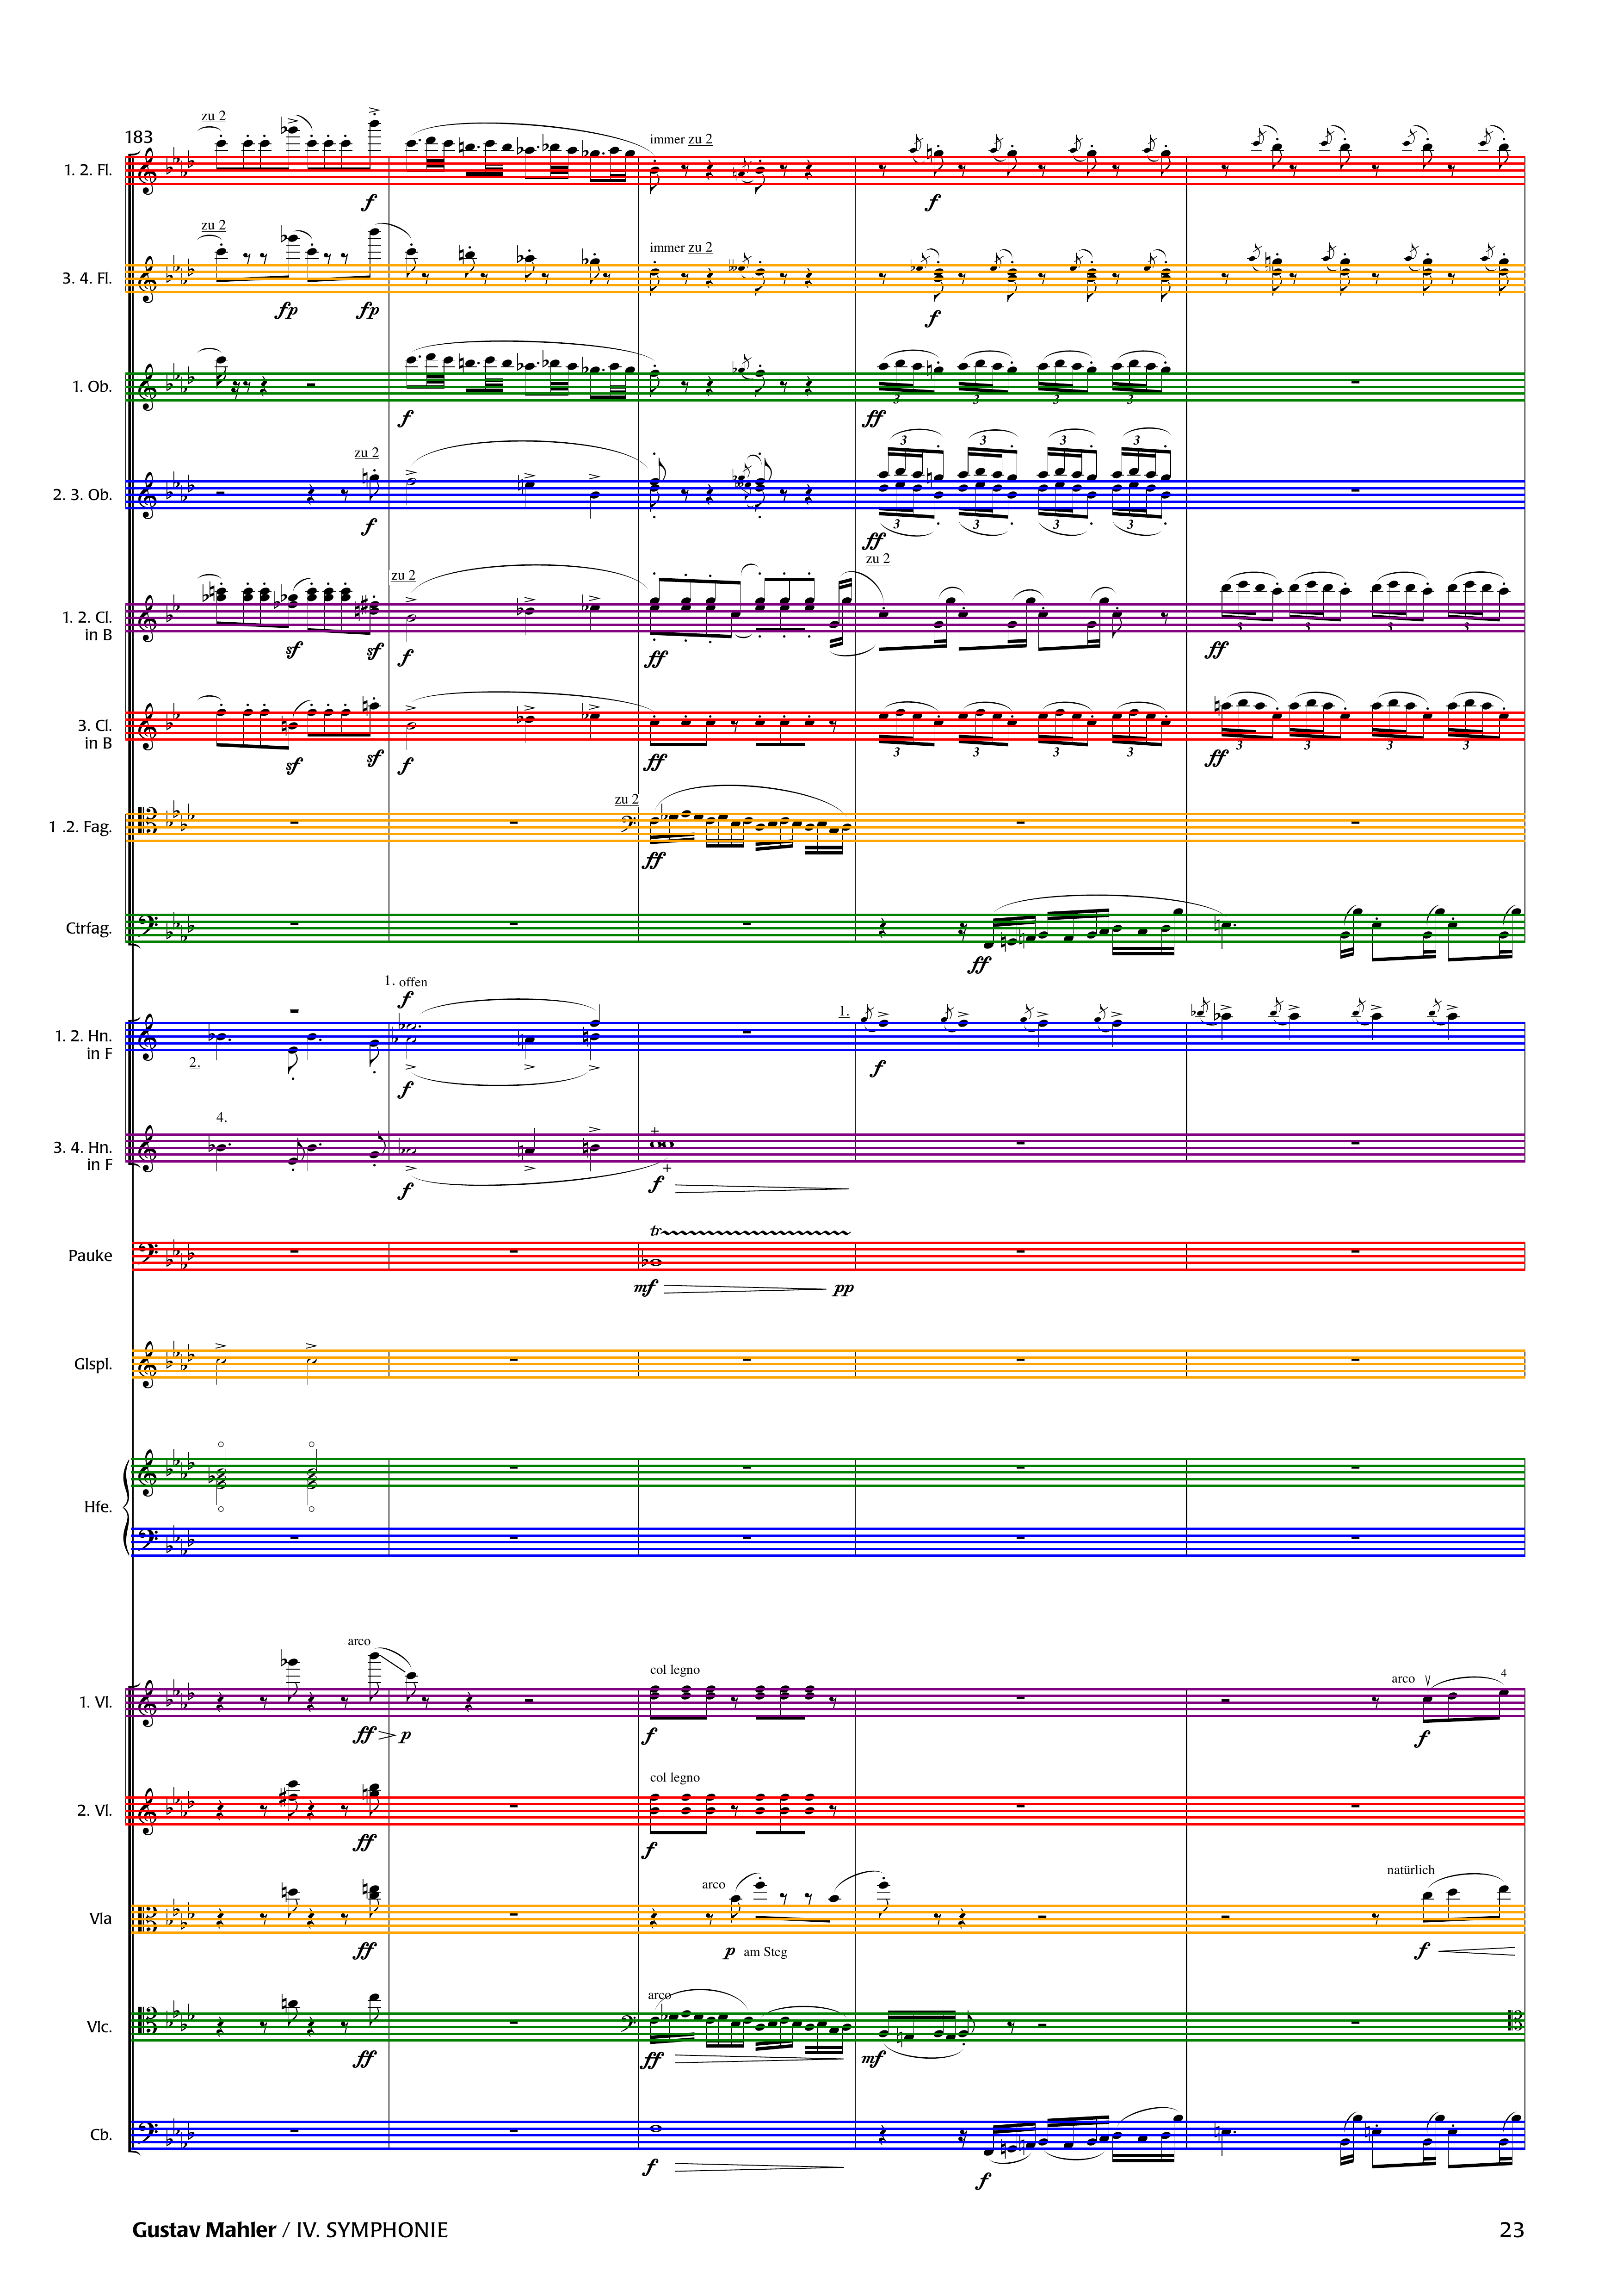 zu 2
183
1. 2. Fl.
immer zu 2
f
f
zu 2
3. 4. Fl.
immer zu 2
fp fp f
1. Ob.
f ff
3 3 3 3
zu 2
2. 3. Ob.
3 3 3 3
3 3 3 3
f ff
zu 2 zu 2
1. 2. Cl.
in B
3 3 3 3
sf sf f ff ff
3. Cl.
in B
3 3 3 3 3 3 3 3
sf sf f ff ff
zu 2
1 .2. Fag.
ff
Ctrfag.
ff
1. offen
f
1. 2. Hn.
in F
1.
2.
f f
4.
3. 4. Hn.
in F
f f
tr
Pauke
mf pp
Glspl.
Hfe.
arco col legno arco 4
1. Vl.
ff p f f
col legno
2. Vl.
ff f
arco natürlich
Vla
ff p am Steg f
arco
Vlc.
ff ff mf
Cb.
f f
Gustav Mahler / IV. SYMPHONIE 23